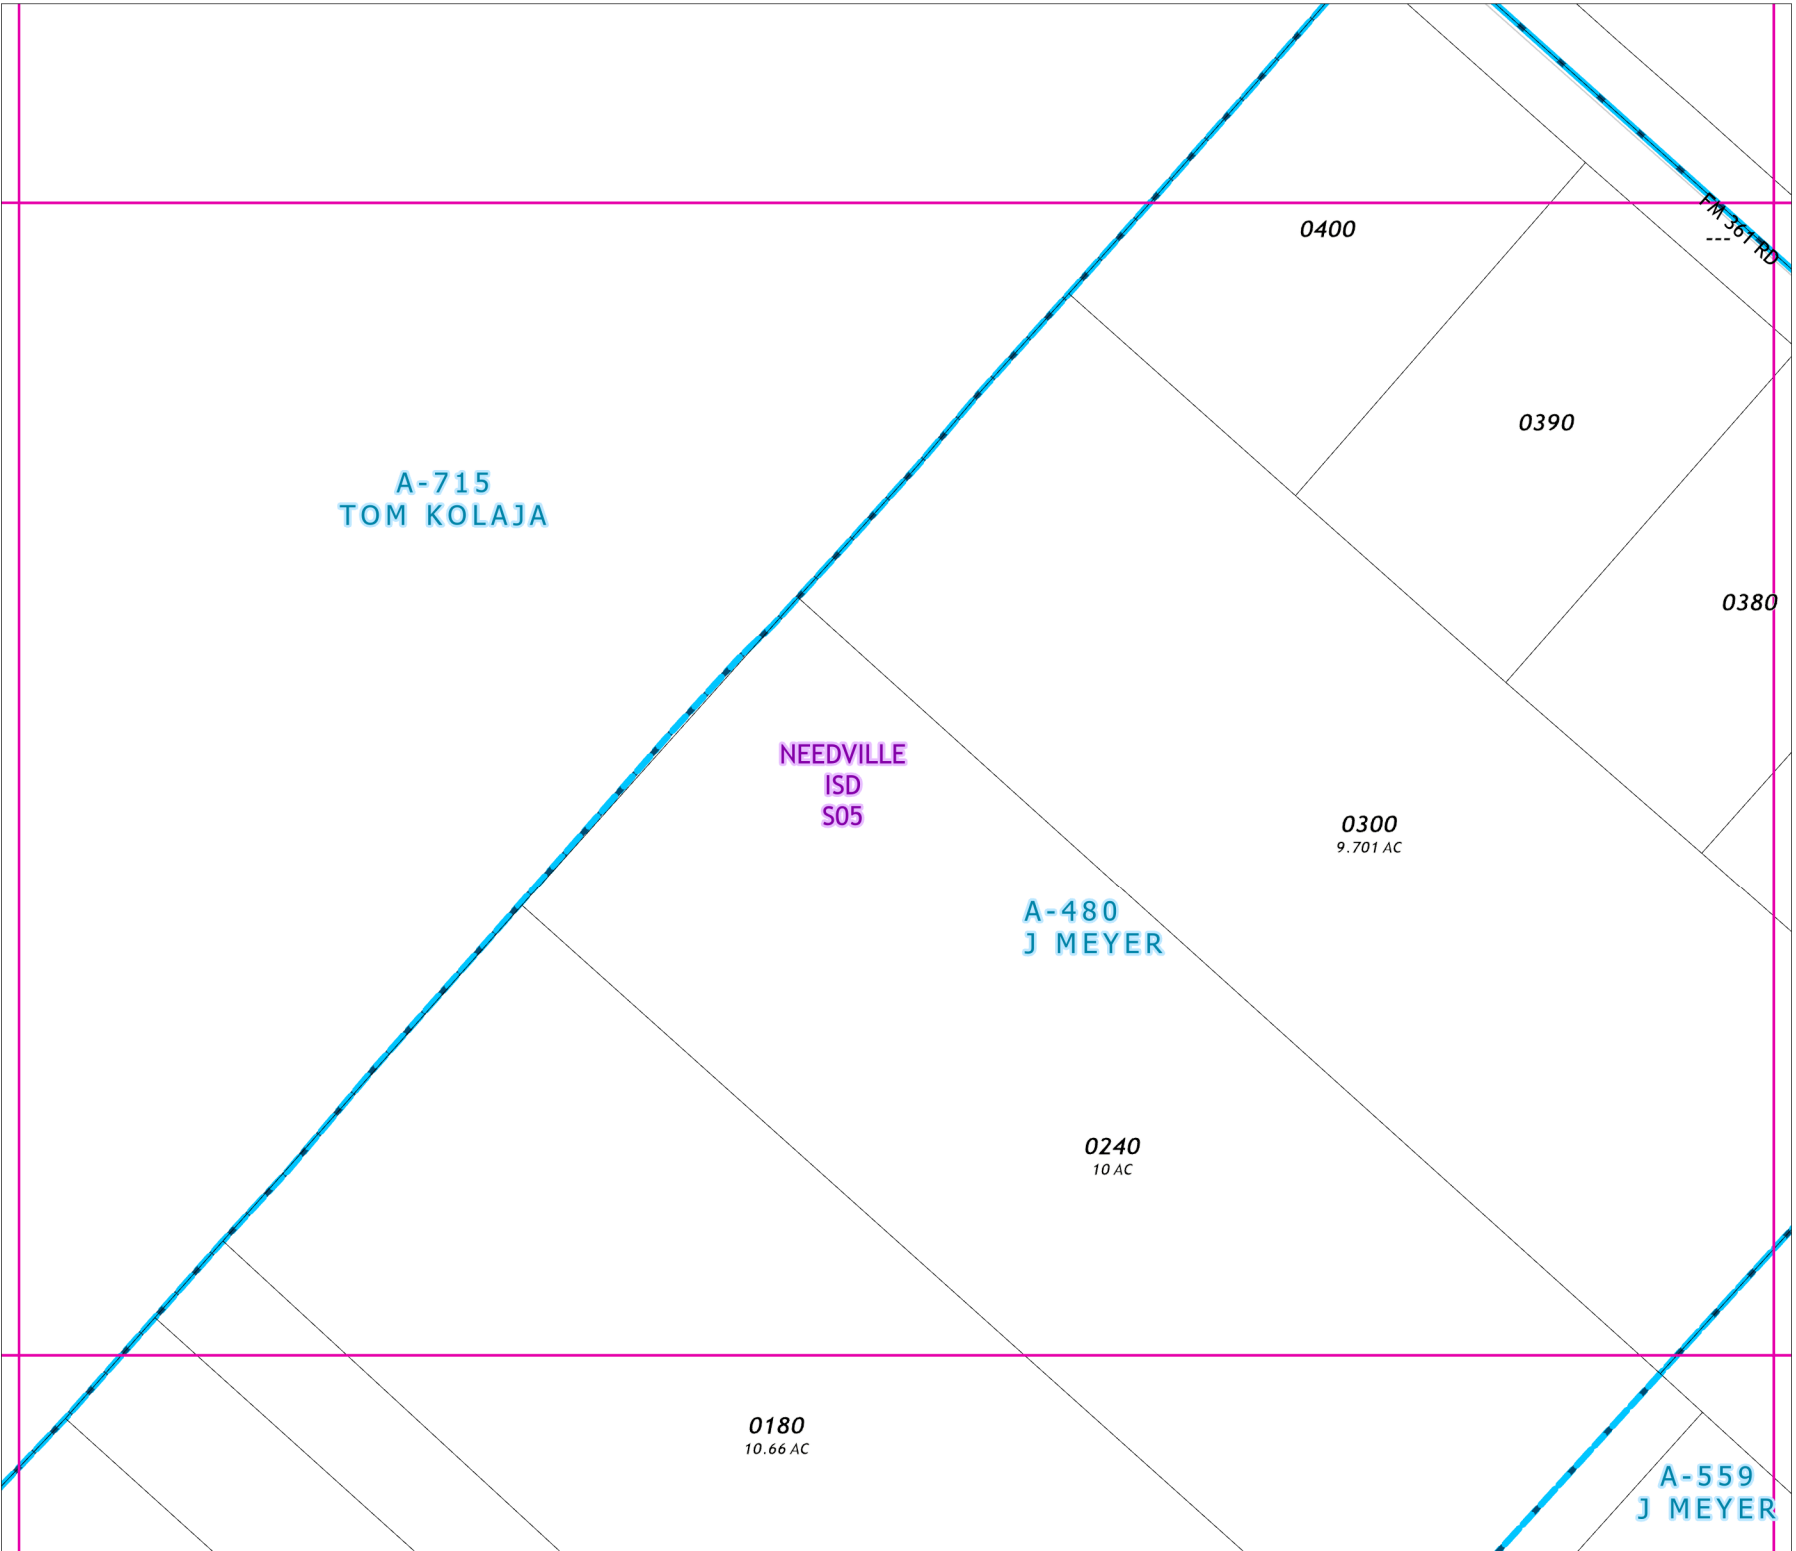 FM 361 RD
---
0400
0390
A-715
TOM KOLAJA
0380
NEEDVILLE
ISD
S05
0300
9.701 AC
A-480
J MEYER
0240
10 AC
0180
10.66 AC
A-559
J MEYER